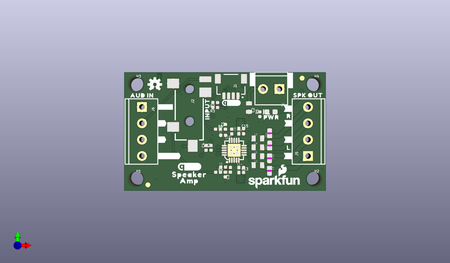 AUD IN
SPK OUT
INPUT
PWR
R
L
Speaker
Amp
sparkfun